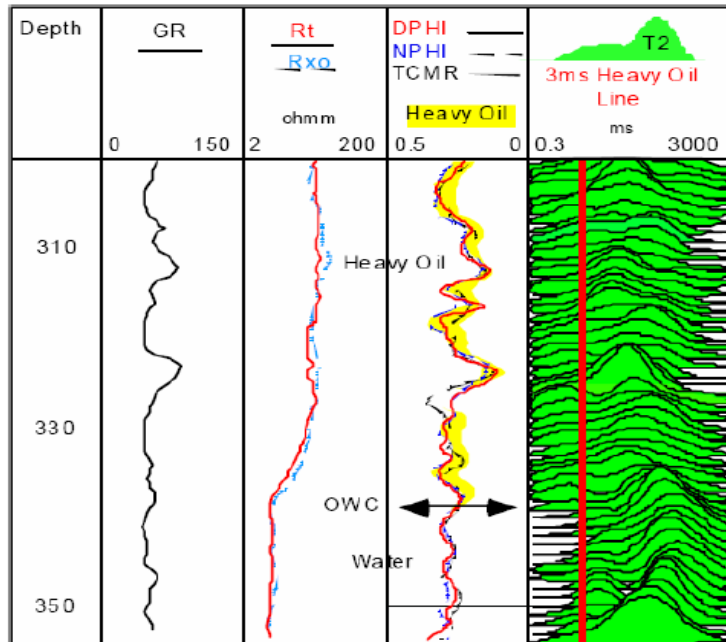 Depth
GR
0 150
Rt
Rxo
ohmm
2 200
DPHI
NPHI
TCMR
Heavy Oil
0.5 0
T2
3ms Heavy Oil
Line
ms
0.3 3000
310
Heavy Oil
330
OWC
Water
350